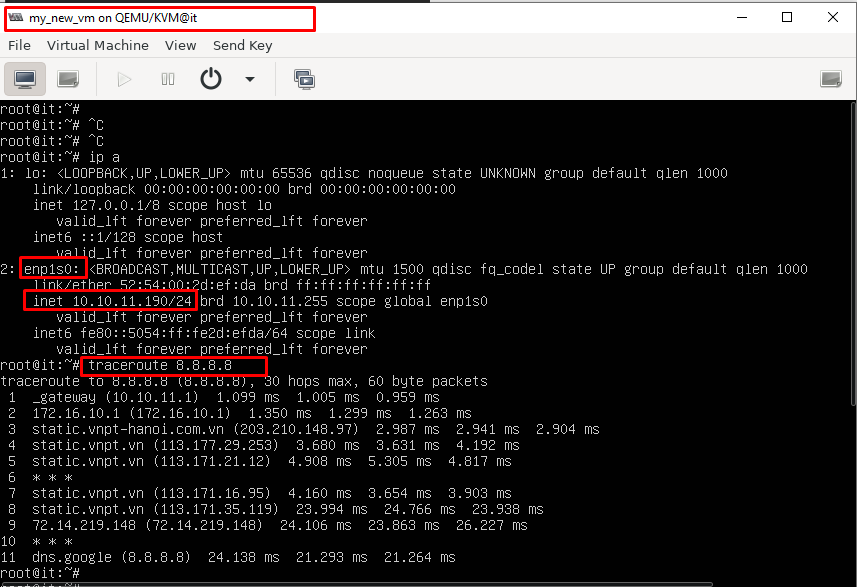 my_new_vm on QEMU/KVM@it
File Virtual Machine View Send Key
root@it:~#
root@it:~# ^C
root@it:~# ^C
root@it:~# ip a
1: lo: <LOOPBACK,UP,LOWER_UP> mtu 65536 qdisc noqueue state UNKNOWN group default qlen 1000
    link/loopback 00:00:00:00:00:00 brd 00:00:00:00:00:00
    inet 127.0.0.1/8 scope host lo
       valid_lft forever preferred_lft forever
    inet6 ::1/128 scope host
       valid_lft forever preferred_lft forever
2: enp1s0: <BROADCAST,MULTICAST,UP,LOWER_UP> mtu 1500 qdisc fq_codel state UP group default qlen 1000
    link/ether 52:54:00:2d:ef:da brd ff:ff:ff:ff:ff:ff
    inet 10.10.11.190/24 brd 10.10.11.255 scope global enp1s0
       valid_lft forever preferred_lft forever
    inet6 fe80::5054:ff:fe2d:efda/64 scope link
       valid_lft forever preferred_lft forever
root@it:~# traceroute 8.8.8.8
traceroute to 8.8.8.8 (8.8.8.8), 30 hops max, 60 byte packets
 1  _gateway (10.10.11.1)  1.099 ms  1.005 ms  0.959 ms
 2  172.16.10.1 (172.16.10.1)  1.350 ms  1.299 ms  1.263 ms
 3  static.vnpt-hanoi.com.vn (203.210.148.97)  2.987 ms  2.941 ms  2.904 ms
 4  static.vnpt.vn (113.177.29.253)  3.680 ms  3.631 ms  4.192 ms
 5  static.vnpt.vn (113.171.21.12)  4.908 ms  5.305 ms  4.817 ms
 6  * * *
 7  static.vnpt.vn (113.171.16.95)  4.160 ms  3.654 ms  3.903 ms
 8  static.vnpt.vn (113.171.35.119)  23.994 ms  24.766 ms  23.938 ms
 9  72.14.219.148 (72.14.219.148)  24.106 ms  23.863 ms  26.227 ms
10  * * *
11  dns.google (8.8.8.8)  24.138 ms  21.293 ms  21.264 ms
root@it:~#
root@it:~#